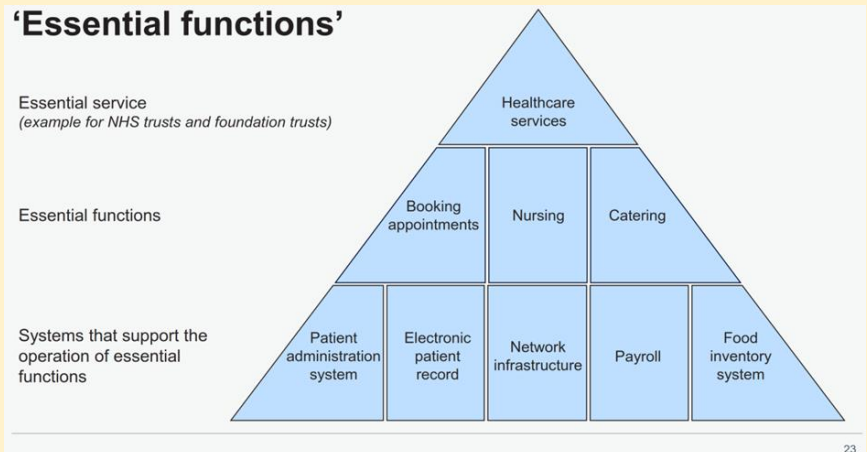 ‘Essential functions’
Essential service
(example for NHS trusts and foundation trusts)
Healthcare
services
Essential functions
Booking
appointments
Nursing
Catering
Systems that support the
operation of essential
functions
Patient
administration
system
Electronic
patient
record
Network
infrastructure
Payroll
Food
inventory
system
23